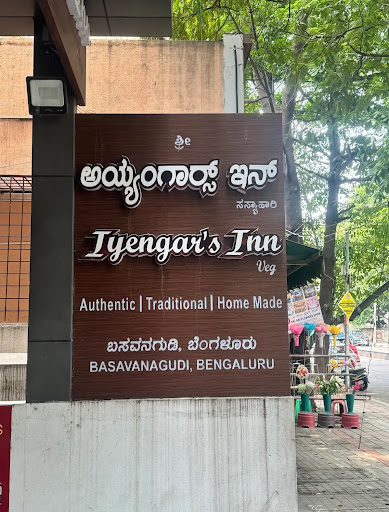 ಶ್ರೀ
ಅಯ್ಯಂಗಾರ್ಸ್ ಇನ್
ಸಸ್ಯಾಹಾರಿ
Iyengar's Inn
Veg
Authentic | Traditional | Home Made
ಬಸವನಗುಡಿ, ಬೆಂಗಳೂರು
BASAVANAGUDI, BENGALURU